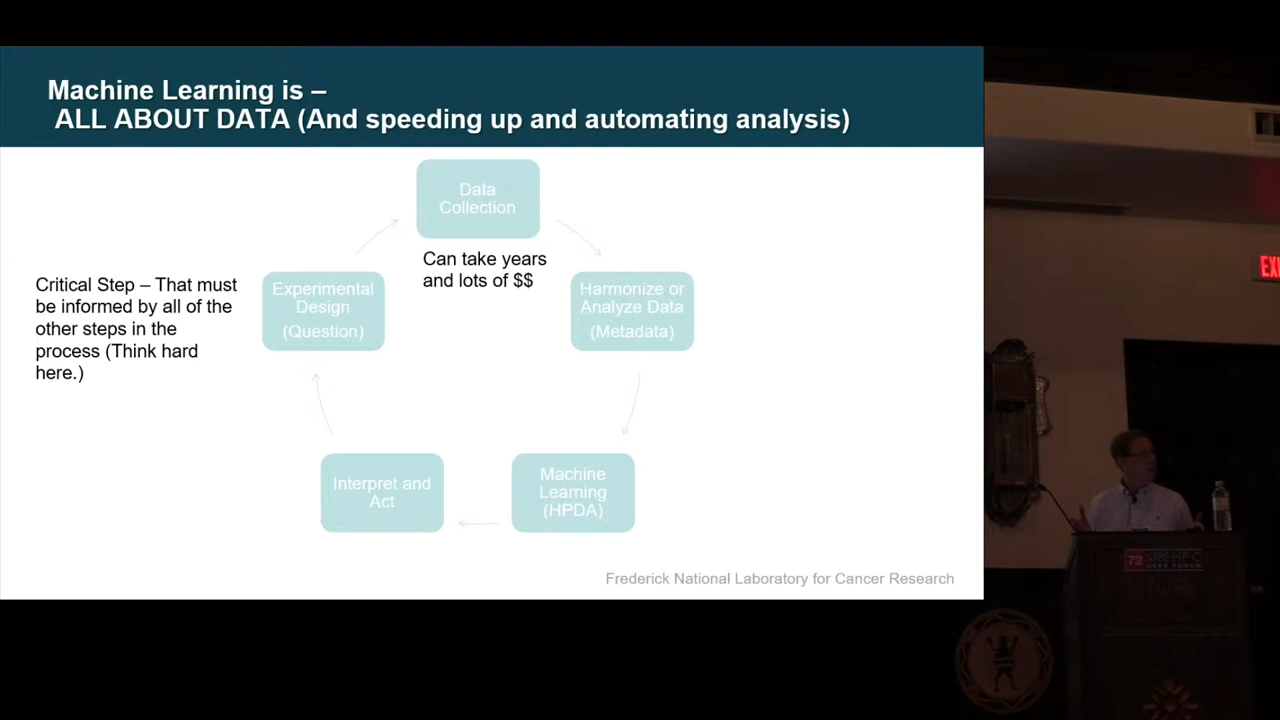 Machine Learning is –
ALL ABOUT DATA (And speeding up and automating analysis)
Data
Collection
Can take years
and lots of $$
Harmonize or
Analyze Data
(Metadata)
Machine
Learning
(HPDA)
Interpret and
Act
Experimental
Design
(Question)
Critical Step – That must
be informed by all of the
other steps in the
process (Think hard
here.)
Frederick National Laboratory for Cancer Research
72